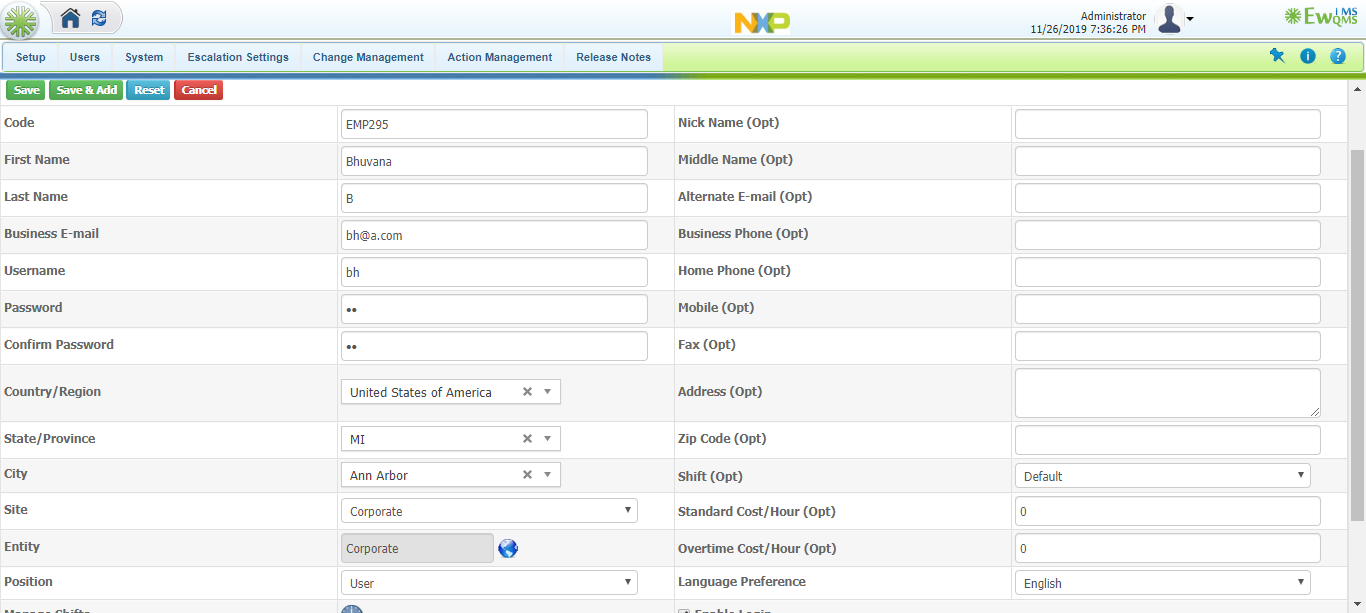 NXP
Administrator
11/26/2019 7:36:26 PM
EwQMS
iMS
Setup Users System Escalation Settings Change Management Action Management Release Notes
Save Save & Add Reset Cancel
Code EMP295 Nick Name (Opt)
First Name Bhuvana Middle Name (Opt)
Last Name B Alternate E-mail (Opt)
Business E-mail bh@a.com Business Phone (Opt)
Username bh Home Phone (Opt)
Password •• Mobile (Opt)
Confirm Password •• Fax (Opt)
Country/Region United States of America Address (Opt)
State/Province MI Zip Code (Opt)
City Ann Arbor Shift (Opt) Default
Site Corporate Standard Cost/Hour (Opt) 0
Entity Corporate Overtime Cost/Hour (Opt) 0
Position User Language Preference English
Manage Shifts Enable Login